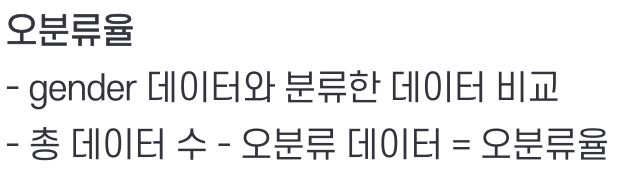 오분류율
- gender 데이터와 분류한 데이터 비교
- 총 데이터 수 - 오분류 데이터 = 오분류율